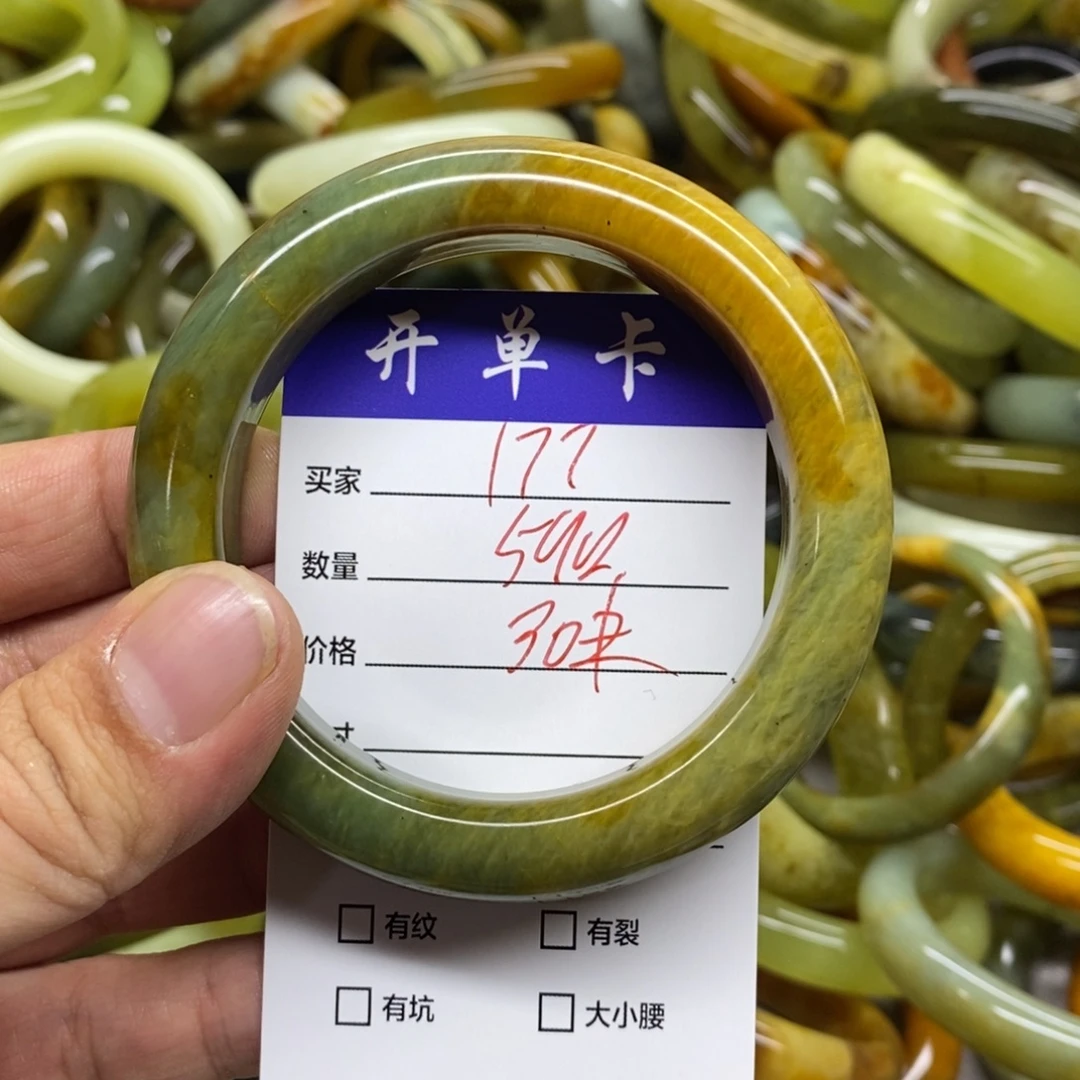 开单卡
买家 177
数量
价格 30
寸
有纹 有裂
有坑 大小腰